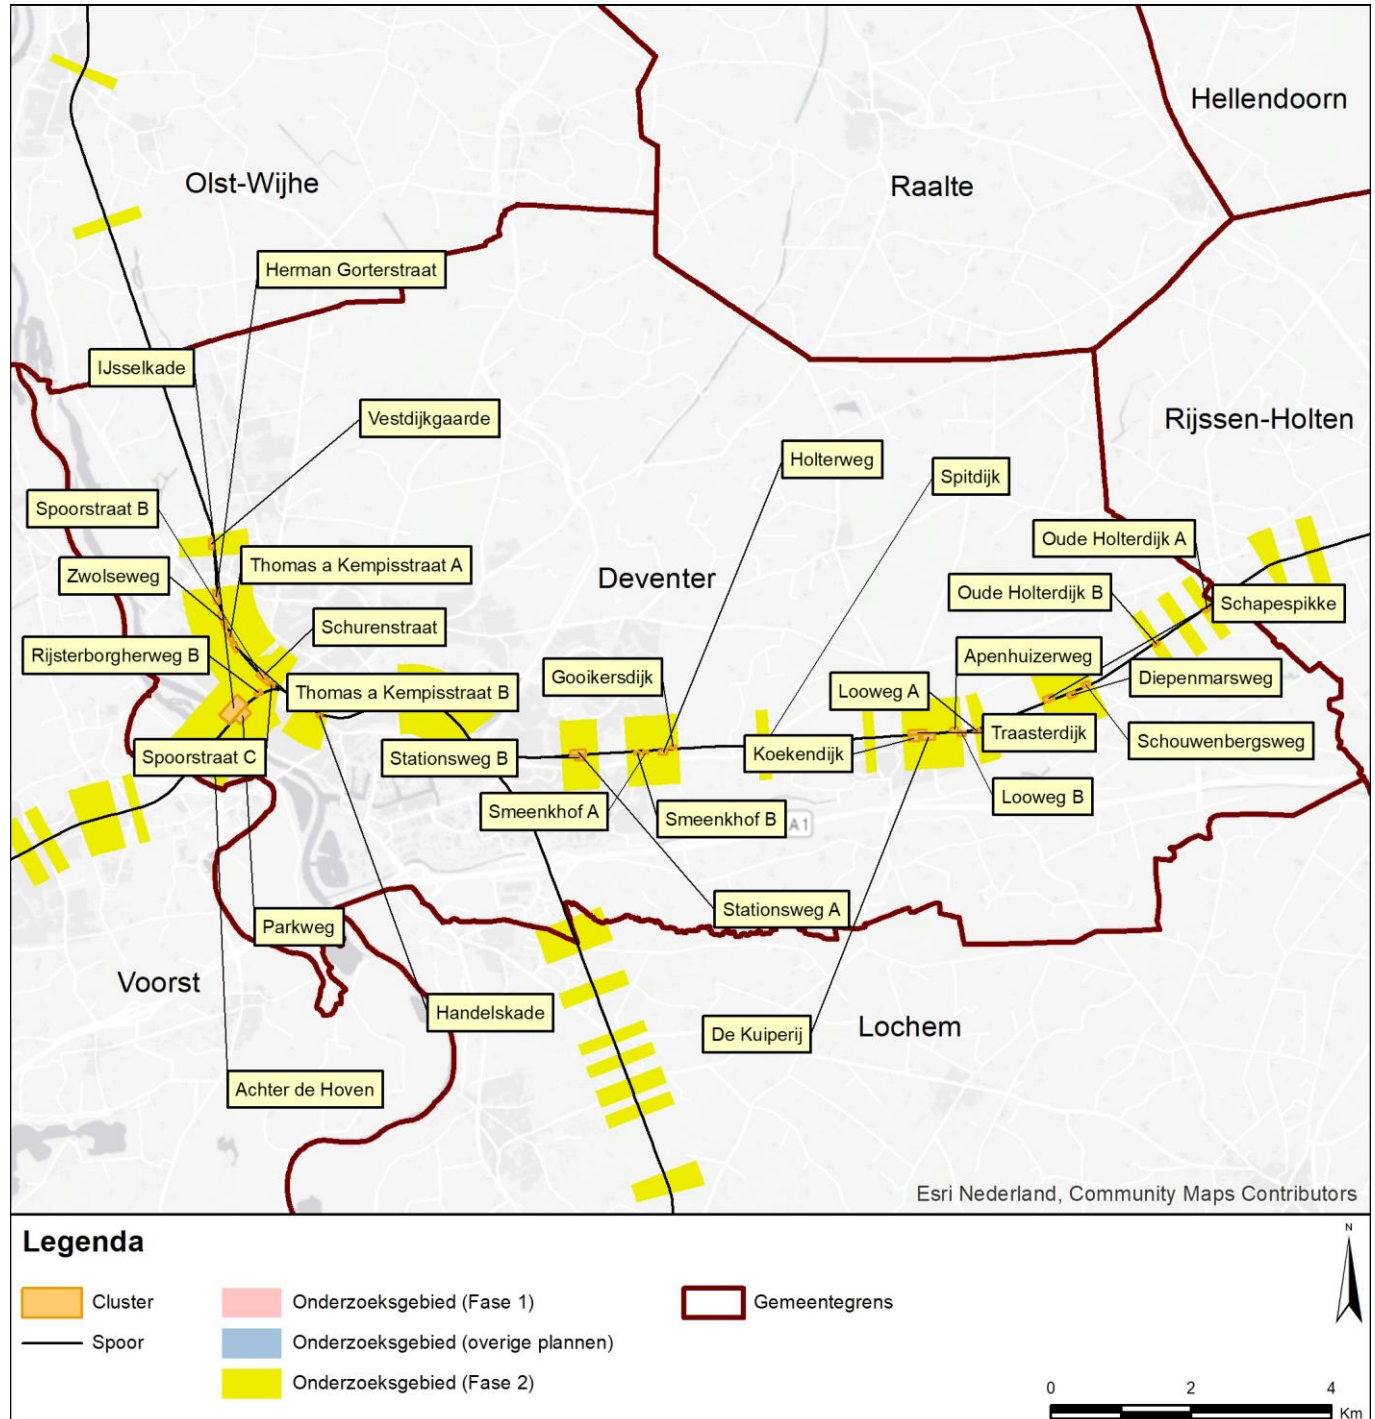 Hellendoorn
Olst-Wijhe
Raalte
Herman Gorterstraat
IJsselkade
Vestdijkgaarde
Rijssen-Holten
Holterweg
Spitdijk
Spoorstraat B
Oude Holterdijk A
Thomas a Kempisstraat A
Zwolseweg
Deventer
Oude Holterdijk B
Schapespikke
Schurenstraat
Rijsterborgherweg B
Apenhuizerweg
Gooikersdijk
Diepenmarsweg
Thomas a Kempisstraat B
Looweg A
Traasterdijk
Schouwenbergsweg
Spoorstraat C
Stationsweg B
Koekendijk
Looweg B
Smeenkhof A
Smeenkhof B
A1
Stationsweg A
Parkweg
Voorst
Handelskade
De Kuiperij
Lochem
Achter de Hoven
Esri Nederland, Community Maps Contributors
Legenda
N
Cluster
Onderzoeksgebied (Fase 1)
Gemeentegrens
Spoor
Onderzoeksgebied (overige plannen)
Onderzoeksgebied (Fase 2)
0 2 4
Km